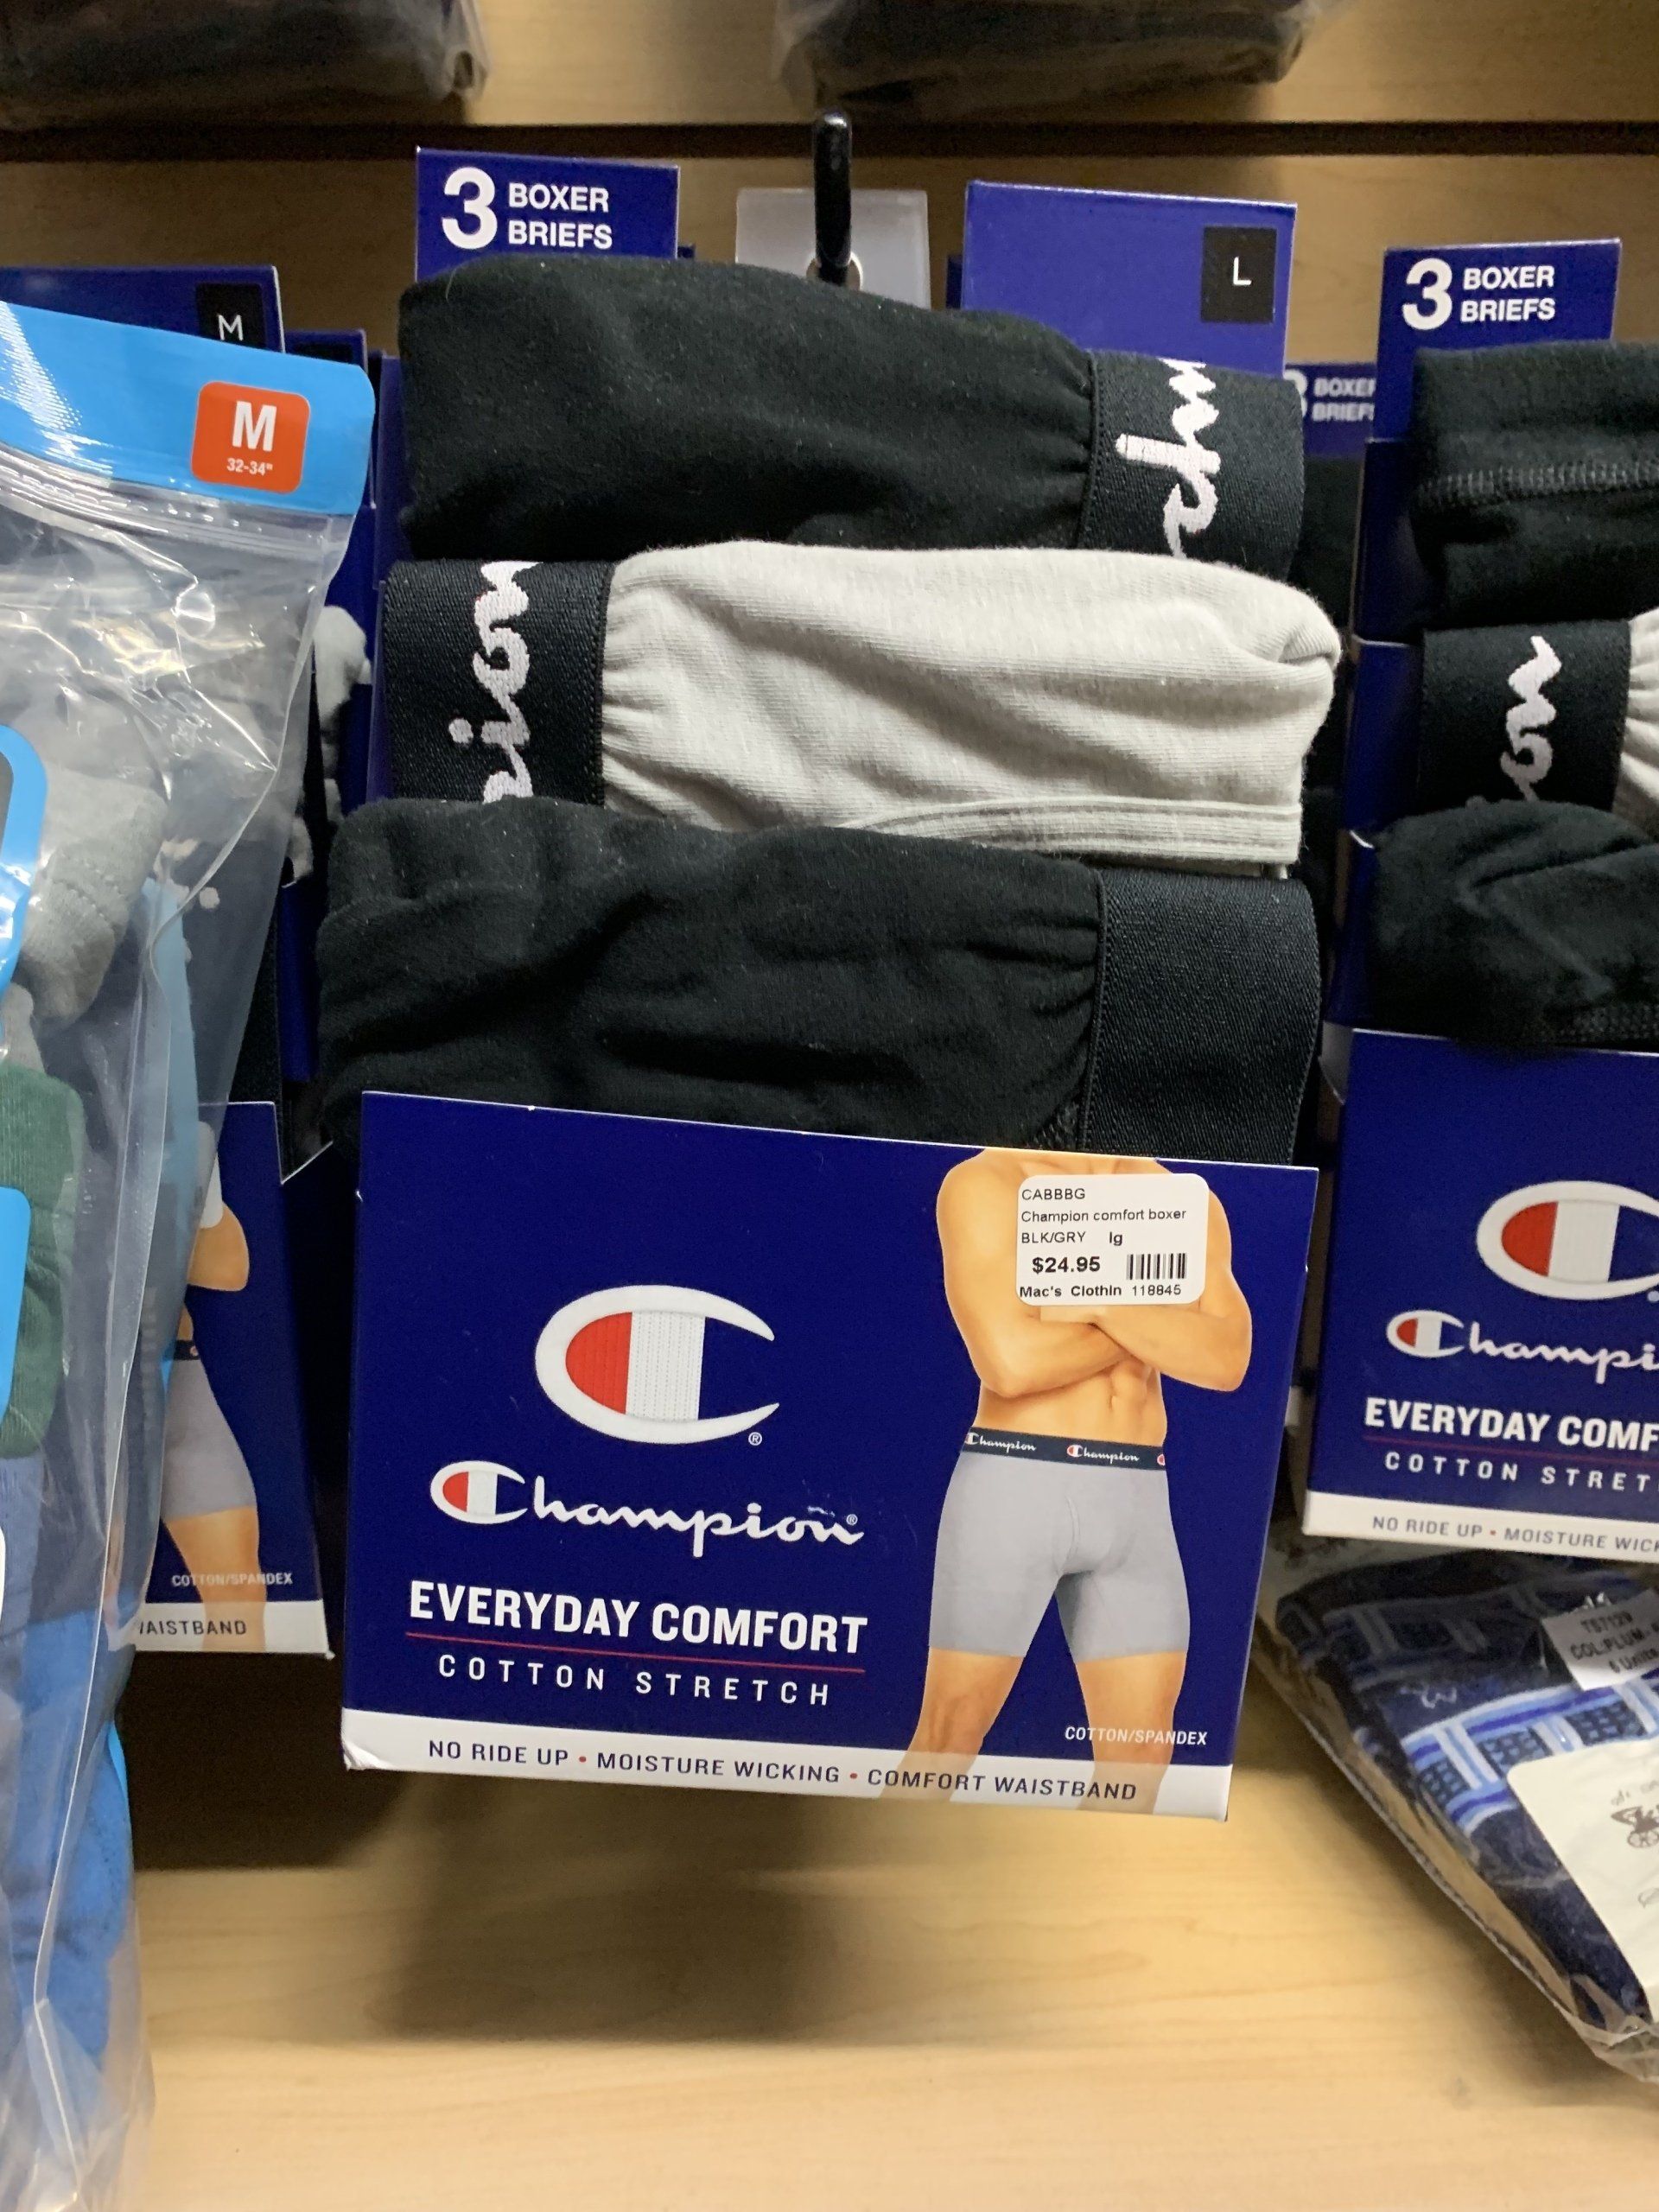 3 BOXER
BRIEFS
L
M
M
32-34"
3 BOXER
BRIEFS
BOXER
BRIEFS
CABBBG
Champion comfort boxer
BLK/GRY lg
$24.95
Mac's Clothin 118845
Champion Champion
Champion®
EVERYDAY COMFORT
COTTON STRETCH
COTTON/SPANDEX
NO RIDE UP • MOISTURE WICKING • COMFORT WAISTBAND
COTTON/SPANDEX
WAISTBAND
Champi
EVERYDAY COMF
COTTON STRET
NO RIDE UP • MOISTURE WICK